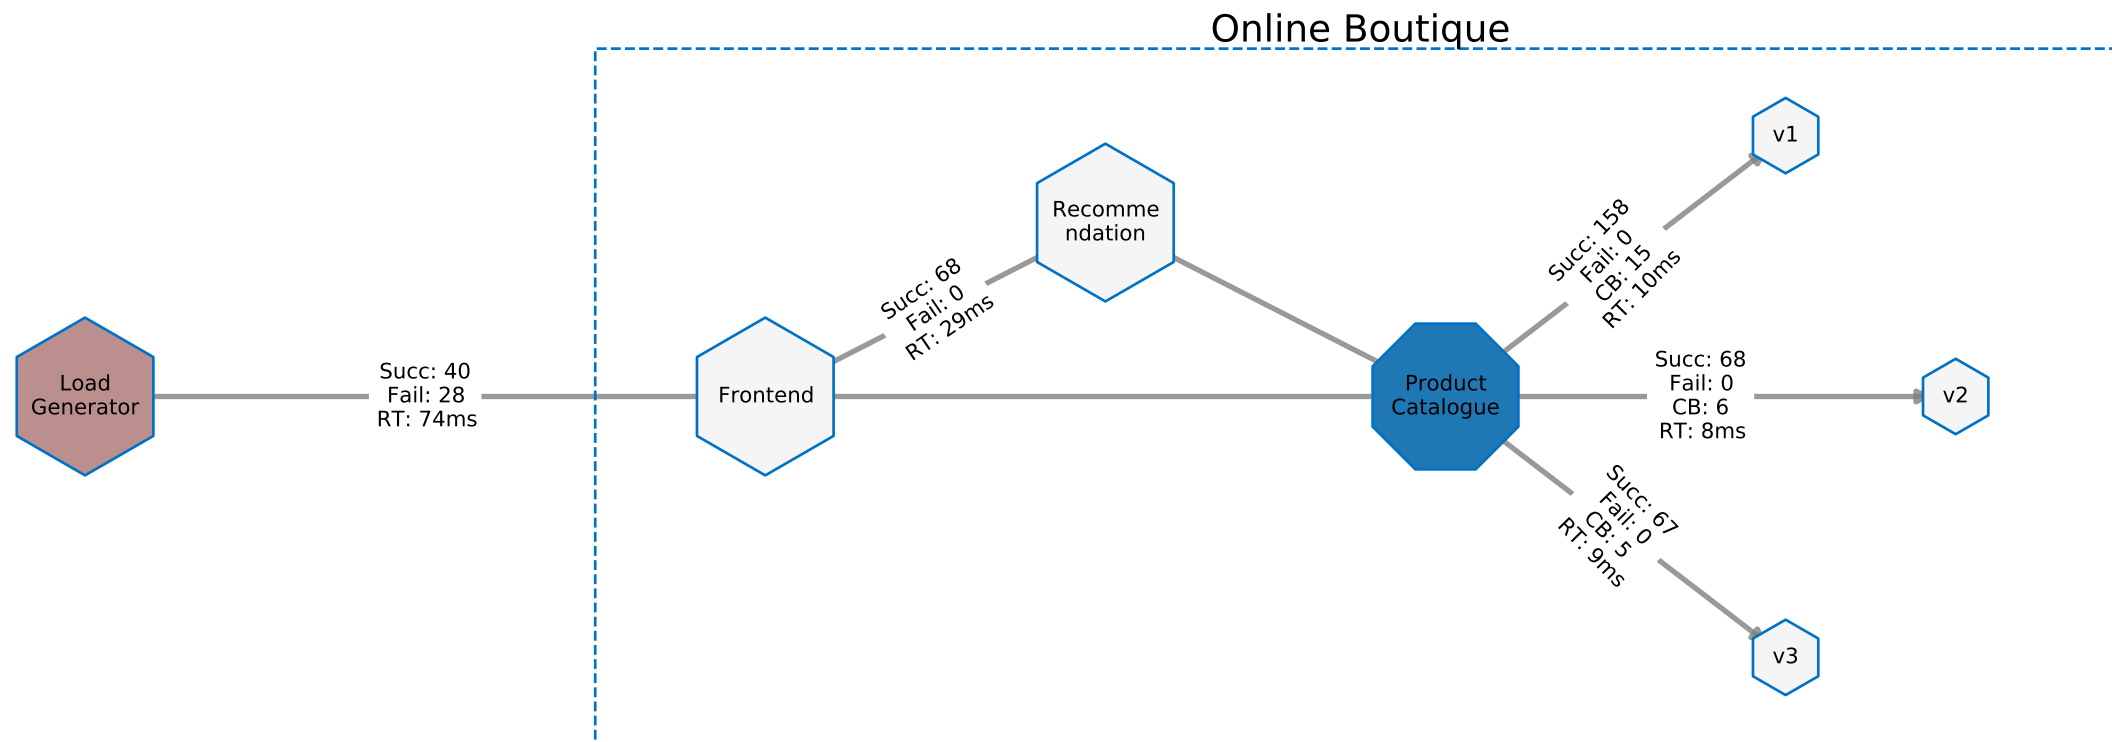 Online Boutique
Load
Generator
Succ: 40
Fail: 28
RT: 74ms
Frontend
Succ: 68
Fail: 0
RT: 29ms
Recomme
ndation
Product
Catalogue
Succ: 158
Fail: 0
CB: 15
RT: 10ms
v1
Succ: 68
Fail: 0
CB: 6
RT: 8ms
v2
Succ: 67
Fail: 0
CB: 5
RT: 9ms
v3